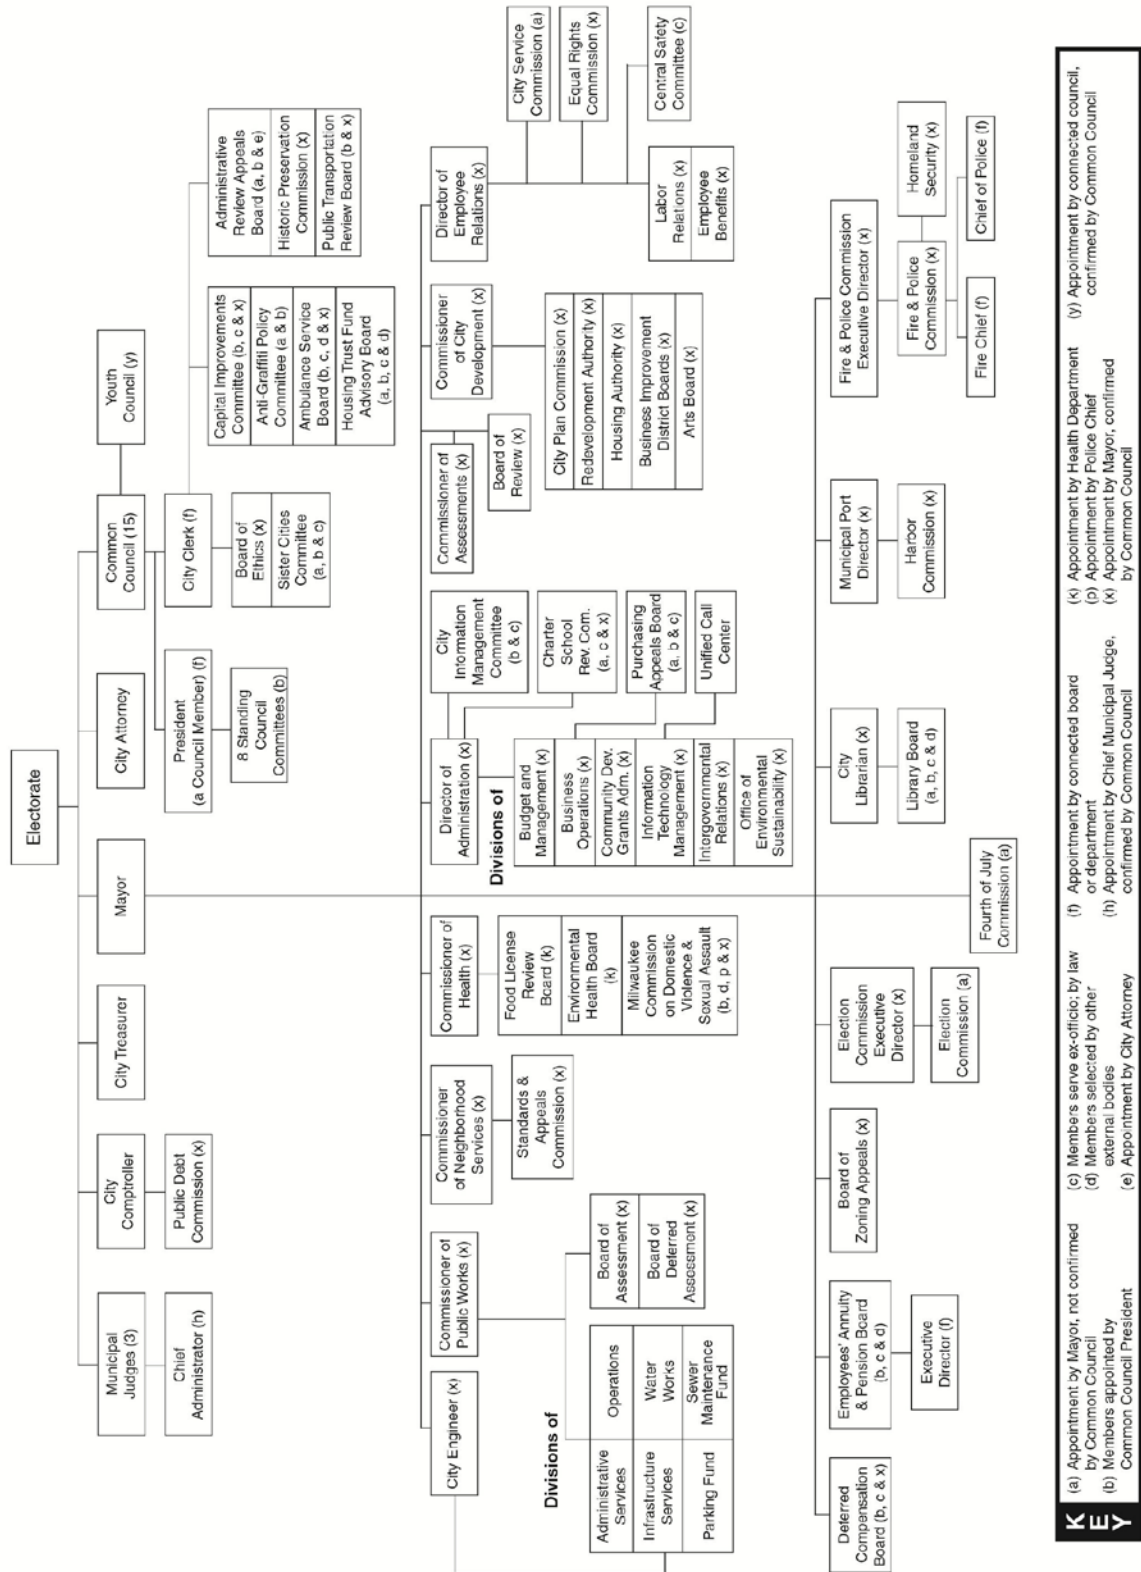 Electorate
Municipal
Judges (3)
Chief
Administrator (h)
City
Comptroller
Public Debt
Commission (x)
City Treasurer
Mayor
City Attorney
Common
Council (15)
Youth
Council (y)
President
(a Council Member) (f)
8 Standing
Council
Committees (b)
City Clerk (f)
Board of
Ethics (x)
Sister Cities
Committee
(a, b & c)
Capital Improvements
Committee (b, c & x)
Anti-Graffiti Policy
Committee (a & b)
Ambulance Service
Board (b, c, d & x)
Housing Trust Fund
Advisory Board
(a, b, c & d)
Administrative
Review Appeals
Board (a, b & e)
Historic Preservation
Commission (x)
Public Transportation
Review Board (b & x)
City Engineer (x)
Commissioner of
Public Works (x)
Divisions of
Administrative
Services
Operations
Infrastructure
Services
Water
Works
Parking Fund
Sewer
Maintenance
Fund
Board of
Assessment (x)
Board of
Deferred
Assessment (x)
Commissioner
of Neighborhood
Services (x)
Standards &
Appeals
Commission (x)
Commissioner of
Health (x)
Food License
Review
Board (k)
Environmental
Health Board
(k)
Milwaukee
Commission
on Domestic
Violence &
Sexual Assault
(b, d, p & x)
Director of
Administration (x)
Divisions of
Budget and
Management (x)
Business
Operations (x)
Community Dev.
Grants Adm. (x)
Information
Technology
Management (x)
Intergovernmental
Relations (x)
Office of
Environmental
Sustainability (x)
City
Information
Management
Committee
(b & c)
Charter
School
Rev. Com.
(a, c & x)
Purchasing
Appeals Board
(a, b & c)
Unified Call
Center
Commissioner of
Assessments (x)
Board of
Review (x)
Commissioner
of City
Development (x)
City Plan Commission (x)
Redevelopment Authority (x)
Housing Authority (x)
Business Improvement
District Boards (x)
Arts Board (x)
Director of
Employee
Relations (x)
Labor
Relations (x)
Employee
Benefits (x)
City Service
Commission (a)
Equal Rights
Commission (x)
Central Safety
Committee (c)
Deferred
Compensation
Board (b, c & x)
Employees' Annuity
& Pension Board
(b, c & d)
Executive
Director (f)
Board of
Zoning Appeals (x)
Election
Commission
Executive
Director (x)
Election
Commission (a)
Fourth of July
Commission (a)
City
Librarian (x)
Library Board
(a, b, c & d)
Municipal Port
Director (x)
Harbor
Commission (x)
Fire & Police Commission
Executive Director (x)
Fire & Police
Commission (x)
Homeland
Security (x)
Fire Chief (f)
Chief of Police (f)
KEY
(a) Appointment by Mayor, not confirmed
by Common Council
(b) Members appointed by
Common Council President
(c) Members serve ex-officio; by law
(d) Members selected by other
external bodies
(e) Appointment by City Attorney
(f) Appointment by connected board
or department
(h) Appointment by Chief Municipal Judge,
confirmed by Common Council
(k) Appointment by Health Department
(p) Appointment by Police Chief
(x) Appointment by Mayor, confirmed
by Common Council
(y) Appointment by connected council,
confirmed by Common Council